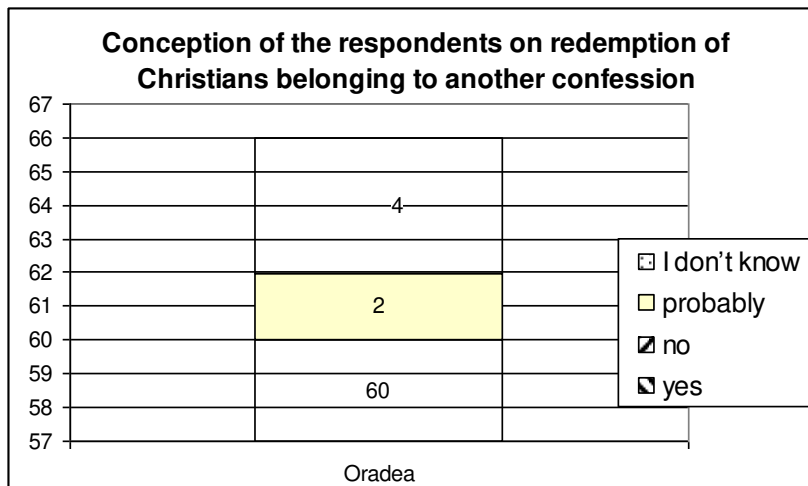 Conception of the respondents on redemption of
Christians belonging to another confession
67
66
65
64
63
62
61
60
59
58
57
4
2
60
Oradea
I don't know
probably
no
yes